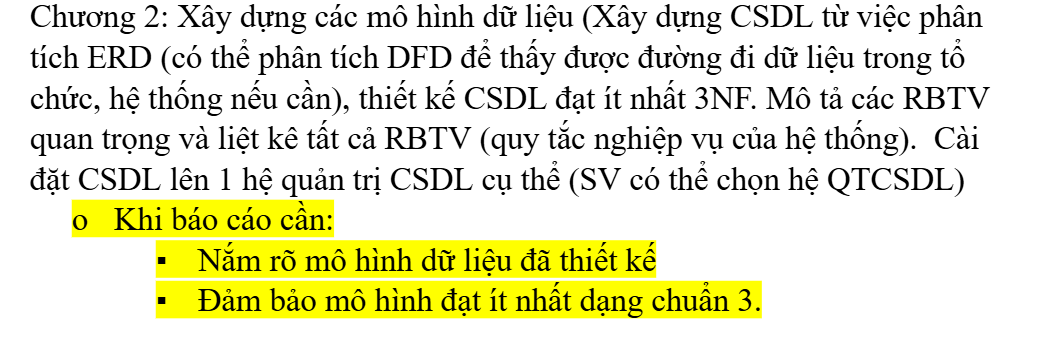 Chương 2: Xây dựng các mô hình dữ liệu (Xây dựng CSDL từ việc phân
tích ERD (có thể phân tích DFD để thấy được đường đi dữ liệu trong tổ
chức, hệ thống nếu cần), thiết kế CSDL đạt ít nhất 3NF. Mô tả các RBTV
quan trọng và liệt kê tất cả RBTV (quy tắc nghiệp vụ của hệ thống).  Cài
đặt CSDL lên 1 hệ quản trị CSDL cụ thể (SV có thể chọn hệ QTCSDL)
o Khi báo cáo cần:
▪ Nắm rõ mô hình dữ liệu đã thiết kế
▪ Đảm bảo mô hình đạt ít nhất dạng chuẩn 3.